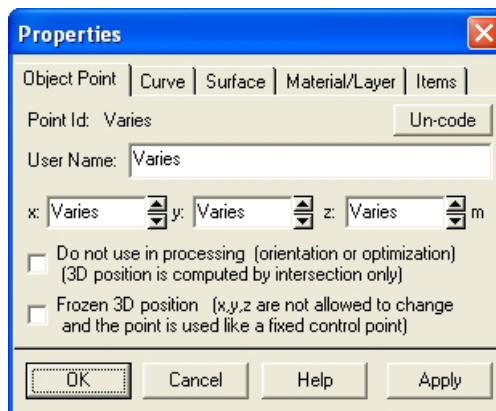 Properties
Object Point Curve Surface Material/Layer Items
Point Id: Varies Un-code
User Name: Varies
x: Varies y: Varies z: Varies m
Do not use in processing (orientation or optimization)
(3D position is computed by intersection only)
Frozen 3D position (x,y,z are not allowed to change
and the point is used like a fixed control point)
OK Cancel Help Apply